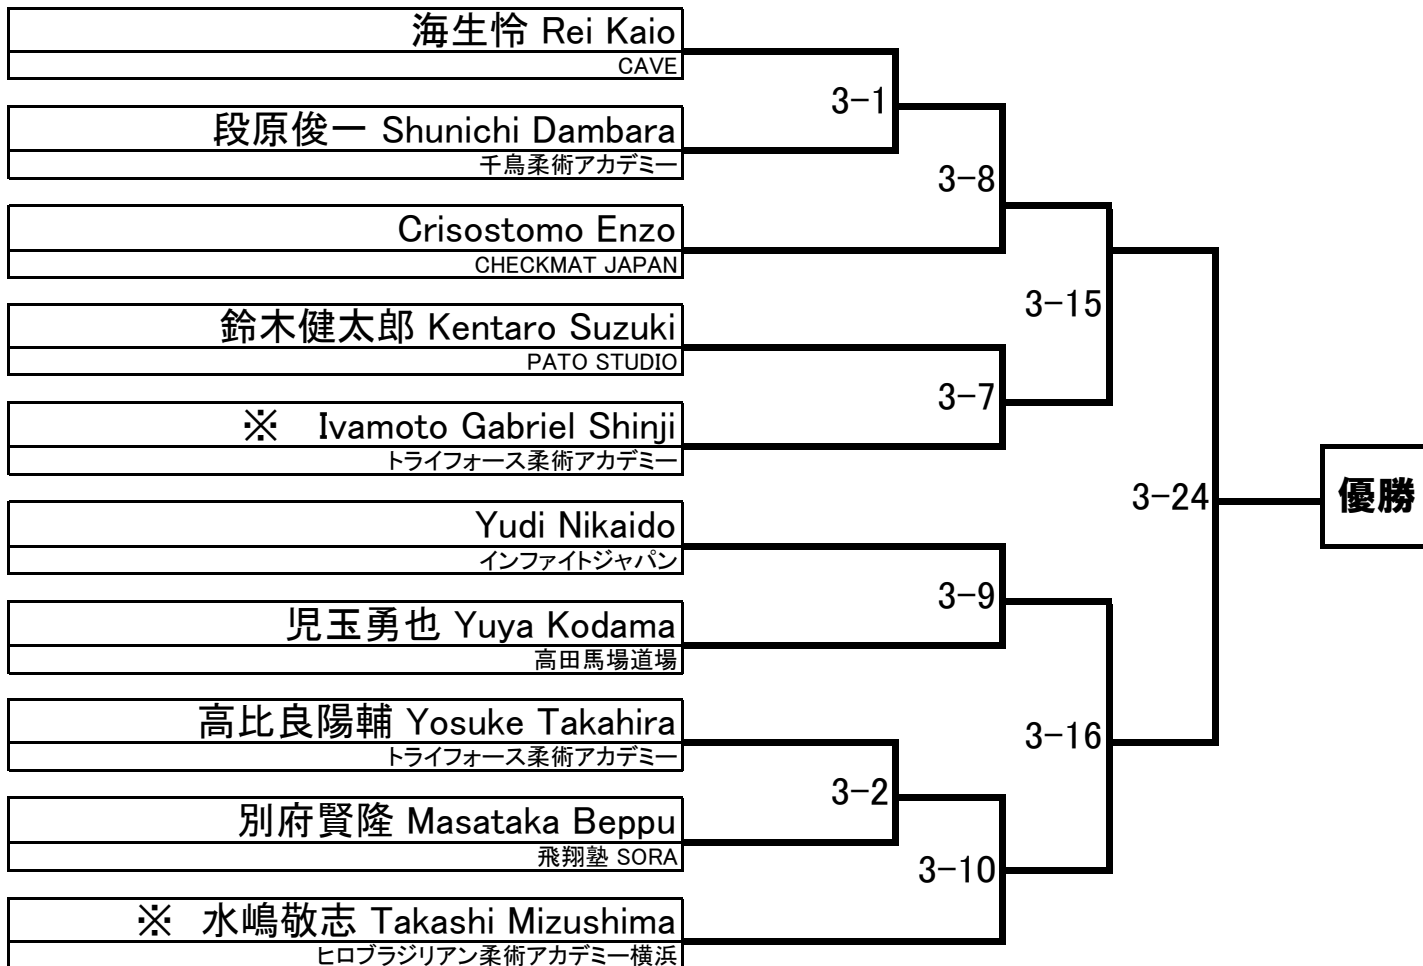 海生怜 Rei Kaio
CAVE
3-1
段原俊一 Shunichi Dambara
千鳥柔術アカデミー
3-8
Crisostomo Enzo
CHECKMAT JAPAN
3-15
鈴木健太郎 Kentaro Suzuki
PATO STUDIO
3-7
※ Ivamoto Gabriel Shinji
トライフォース柔術アカデミー
3-24
優勝
Yudi Nikaido
インファイトジャパン
3-9
児玉勇也 Yuya Kodama
高田馬場道場
高比良陽輔 Yosuke Takahira
トライフォース柔術アカデミー
3-16
3-2
別府賢隆 Masataka Beppu
飛翔塾 SORA
3-10
※ 水嶋敬志 Takashi Mizushima
ヒロブラジリアン柔術アカデミー横浜